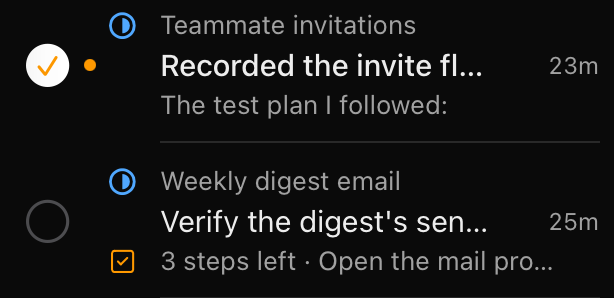 Teammate invitations
Recorded the invite fl...
23m
The test plan I followed:
Weekly digest email
Verify the digest's sen...
25m
3 steps left · Open the mail pro...